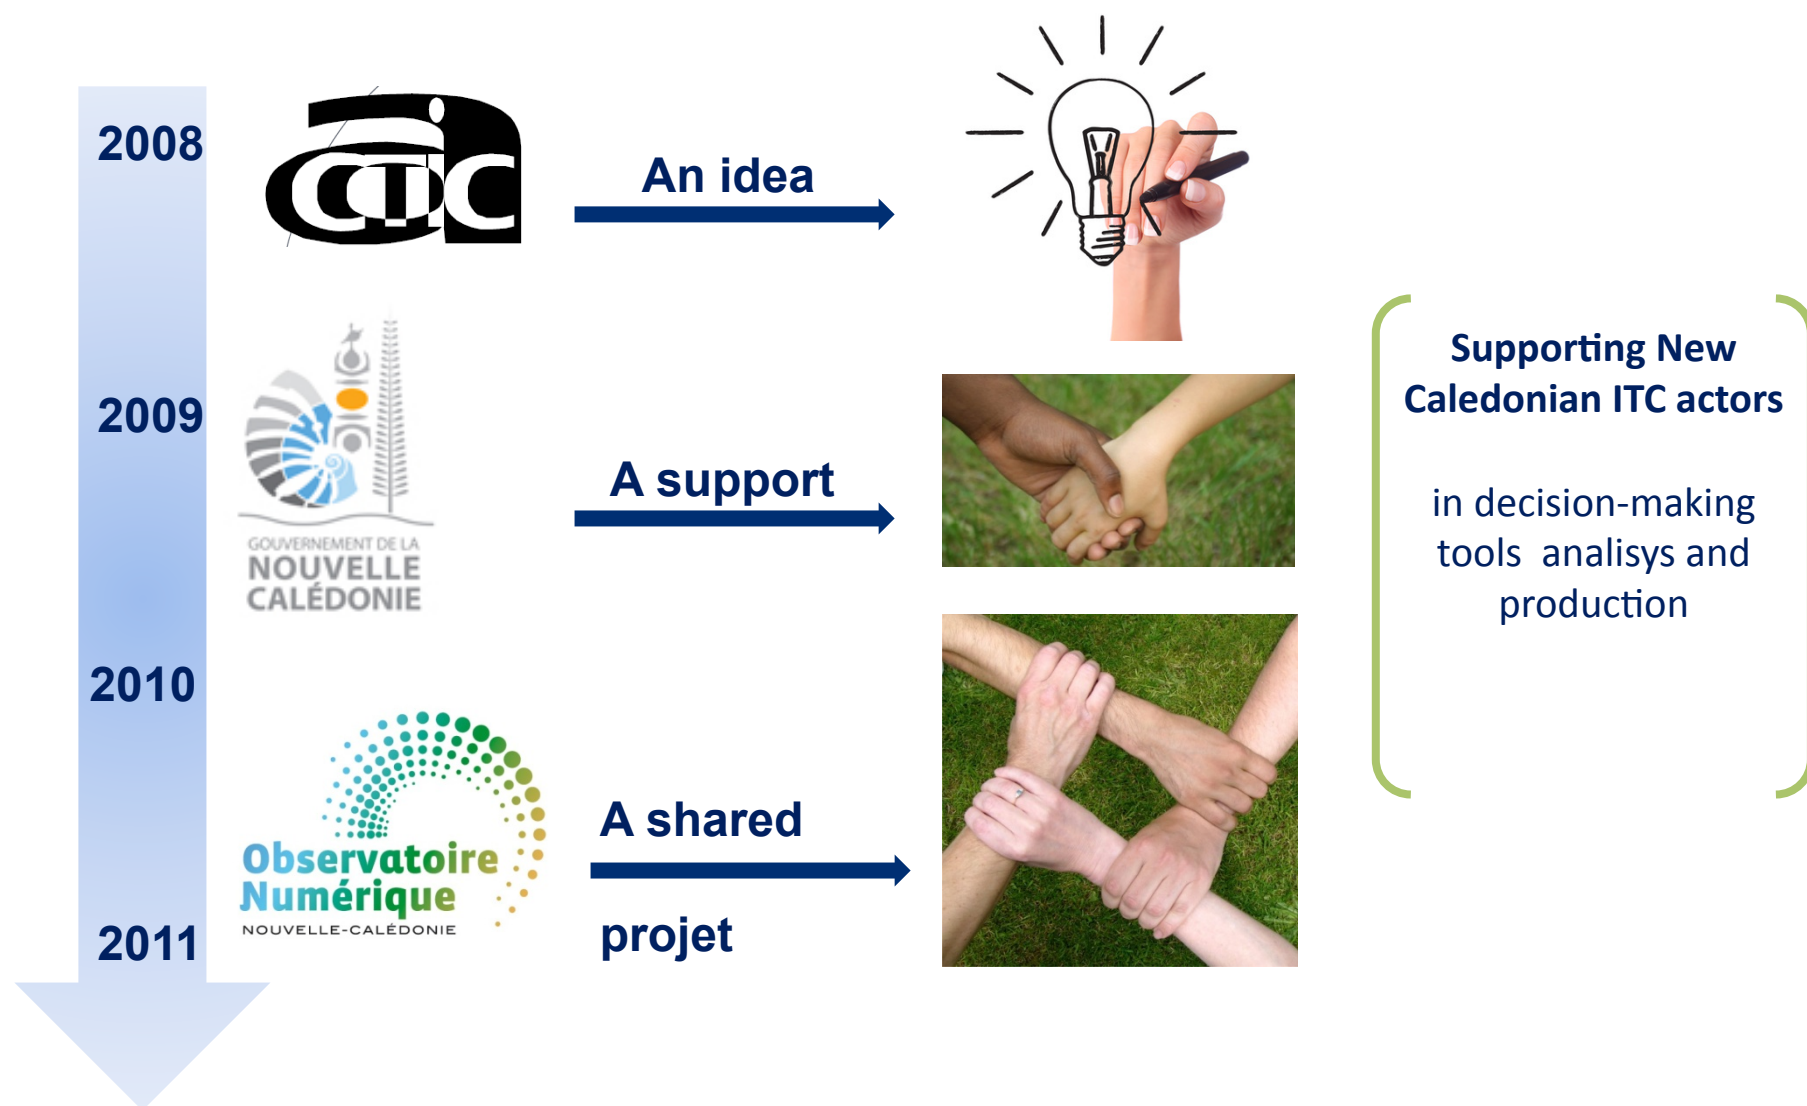 2008
An idea
2009
GOUVERNEMENT DE LA
NOUVELLE
CALÉDONIE
A support
2010
Observatoire
Numérique
NOUVELLE-CALÉDONIE
A shared
projet
2011
Supporting New
Caledonian ITC actors
in decision-making
tools analisys and
production